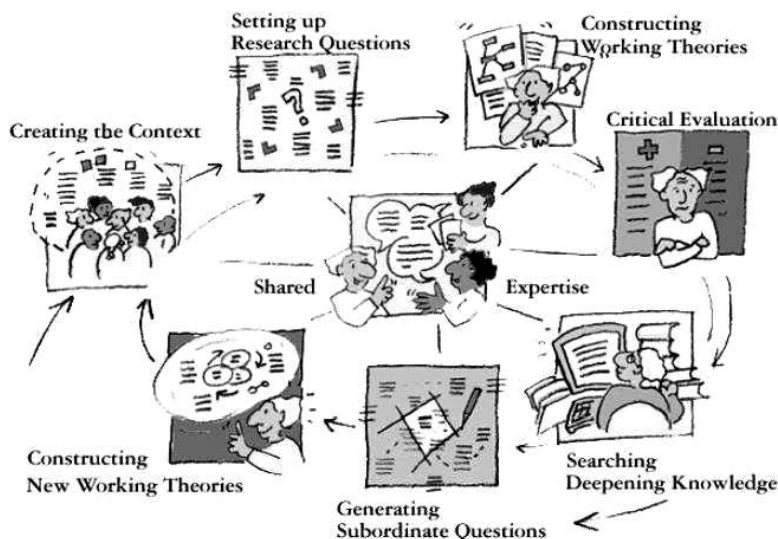 Setting up
Research Questions
Constructing
Working Theories
Creating the Context
Critical Evaluation
Shared
Expertise
Constructing
New Working Theories
Searching
Deepening Knowledge
Generating
Subordinate Questions